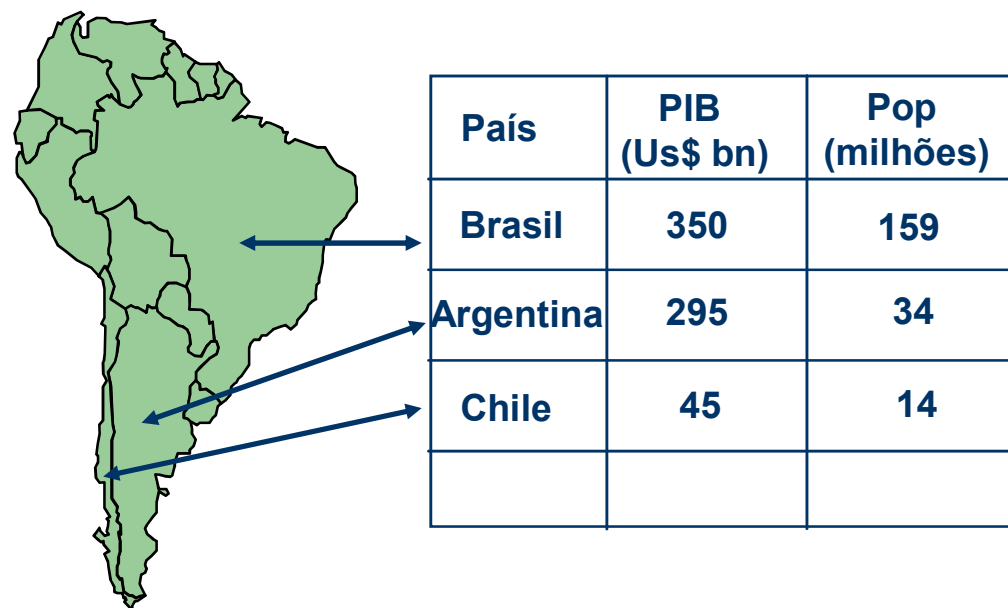 País
PIB
(Us$ bn)
Pop
(milhões)
Brasil 350 159
Argentina 295 34
Chile 45 14